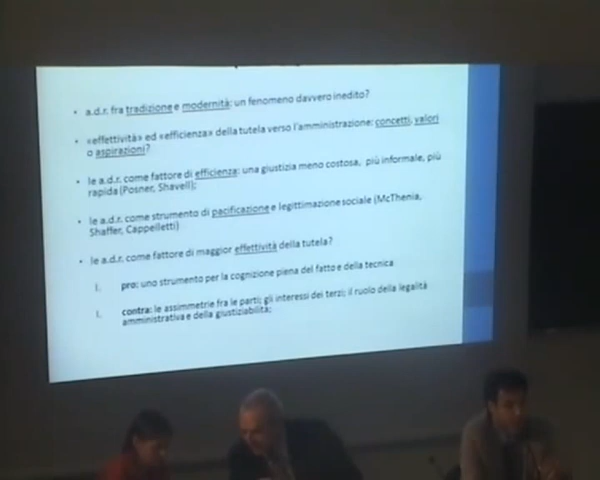 • a.d.r. fra tradizione e modernità: un fenomeno davvero inedito?
• «effettività» ed «efficienza» della tutela verso l'amministrazione: concetti, valori
o aspirazioni?
• le a.d.r. come fattore di efficienza: una giustizia meno costosa, più informale, più
rapida (Posner, Shavell);
• le a.d.r. come strumento di pacificazione e legittimazione sociale (McThenia,
Shaffer, Cappelletti)
• le a.d.r. come fattore di maggior effettività della tutela?
I. pro: uno strumento per la cognizione piena del fatto e della tecnica
I. contra: le assimmetrie fra le parti; gli interessi dei terzi; il ruolo della legalità
amministrativa e della giustiziabilità;